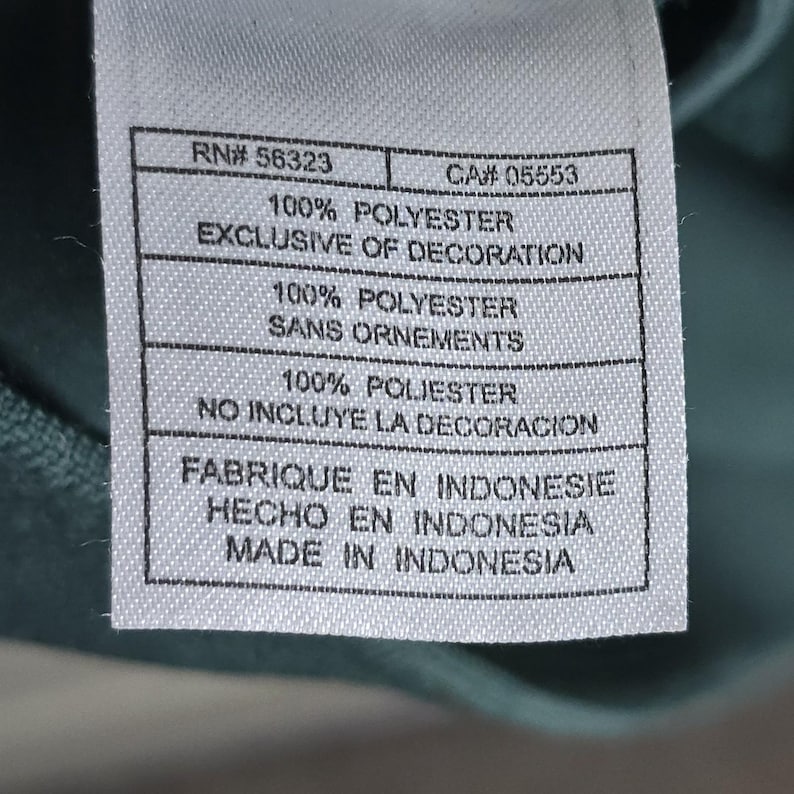 RN# 56323 CA# 05553
100% POLYESTER
EXCLUSIVE OF DECORATION
100% POLYESTER
SANS ORNEMENTS
100% POLIESTER
NO INCLUYE LA DECORACION
FABRIQUE EN INDONESIE
HECHO EN INDONESIA
MADE IN INDONESIA